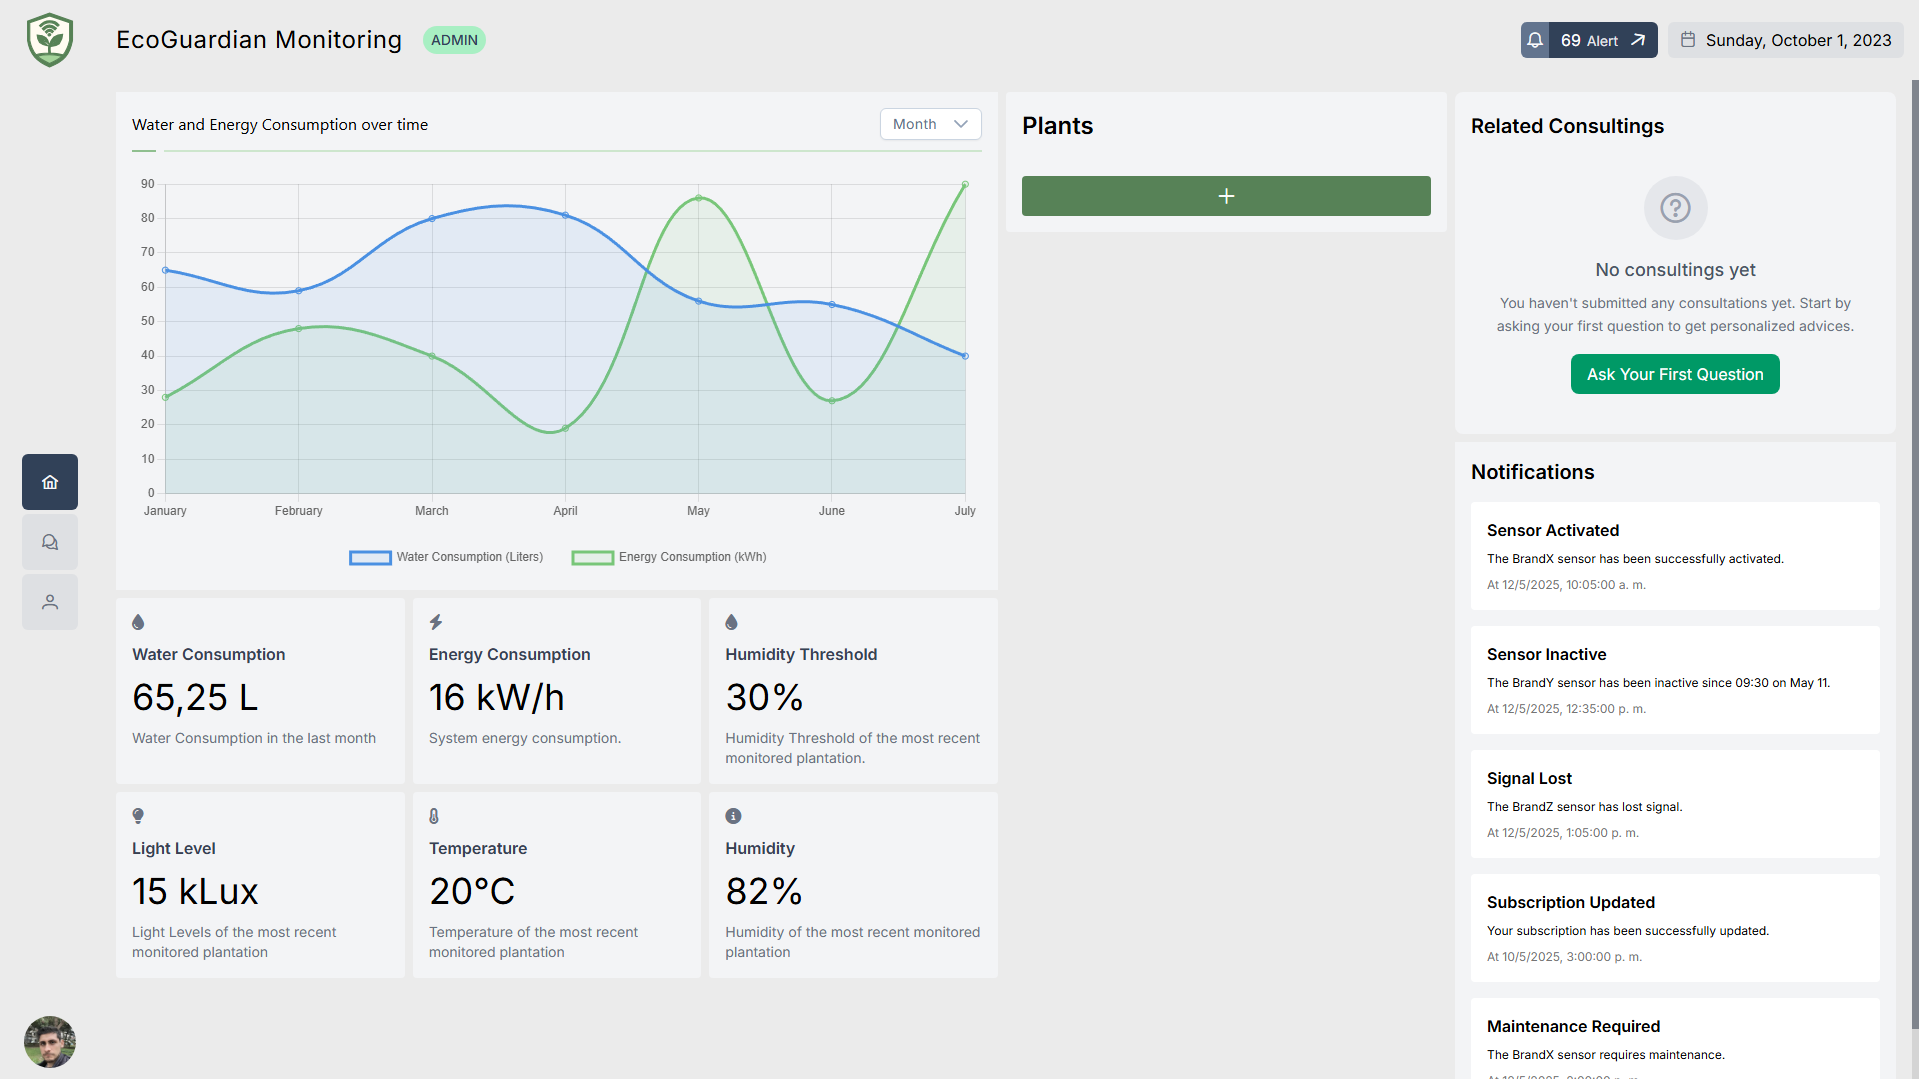 EcoGuardian Monitoring
ADMIN
69 Alert
Sunday, October 1, 2023
Water and Energy Consumption over time
Month
90
80
70
60
50
40
30
20
10
0
January
February
March
April
May
June
July
Water Consumption (Liters)
Energy Consumption (kWh)
Water Consumption
65,25 L
Water Consumption in the last month
Energy Consumption
16 kW/h
System energy consumption.
Humidity Threshold
30%
Humidity Threshold of the most recent
monitored plantation.
Light Level
15 kLux
Light Levels of the most recent
monitored plantation
Temperature
20°C
Temperature of the most recent
monitored plantation
Humidity
82%
Humidity of the most recent monitored
plantation
Plants
+
Related Consultings
No consultings yet
You haven't submitted any consultations yet. Start by
asking your first question to get personalized advices.
Ask Your First Question
Notifications
Sensor Activated
The BrandX sensor has been successfully activated.
At 12/5/2025, 10:05:00 a. m.
Sensor Inactive
The BrandY sensor has been inactive since 09:30 on May 11.
At 12/5/2025, 12:35:00 p. m.
Signal Lost
The BrandZ sensor has lost signal.
At 12/5/2025, 1:05:00 p. m.
Subscription Updated
Your subscription has been successfully updated.
At 10/5/2025, 3:00:00 p. m.
Maintenance Required
The BrandX sensor requires maintenance.